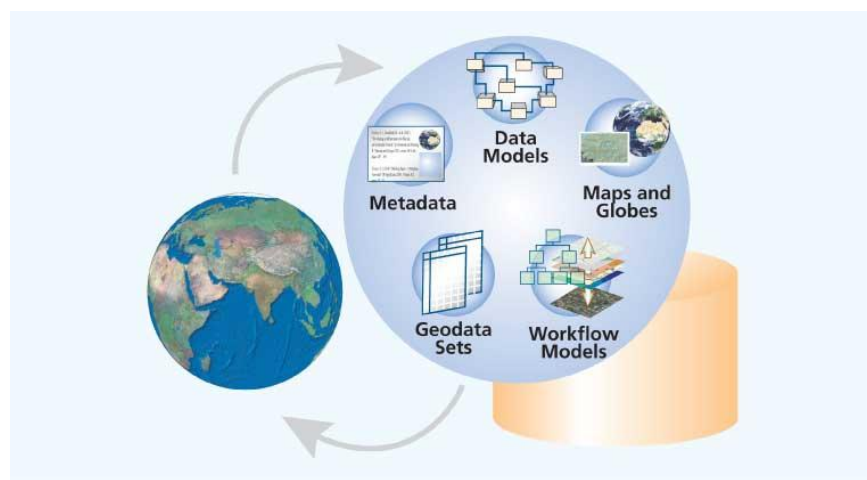 Data
Models
Metadata
Maps and
Globes
Geodata
Sets
Workflow
Models